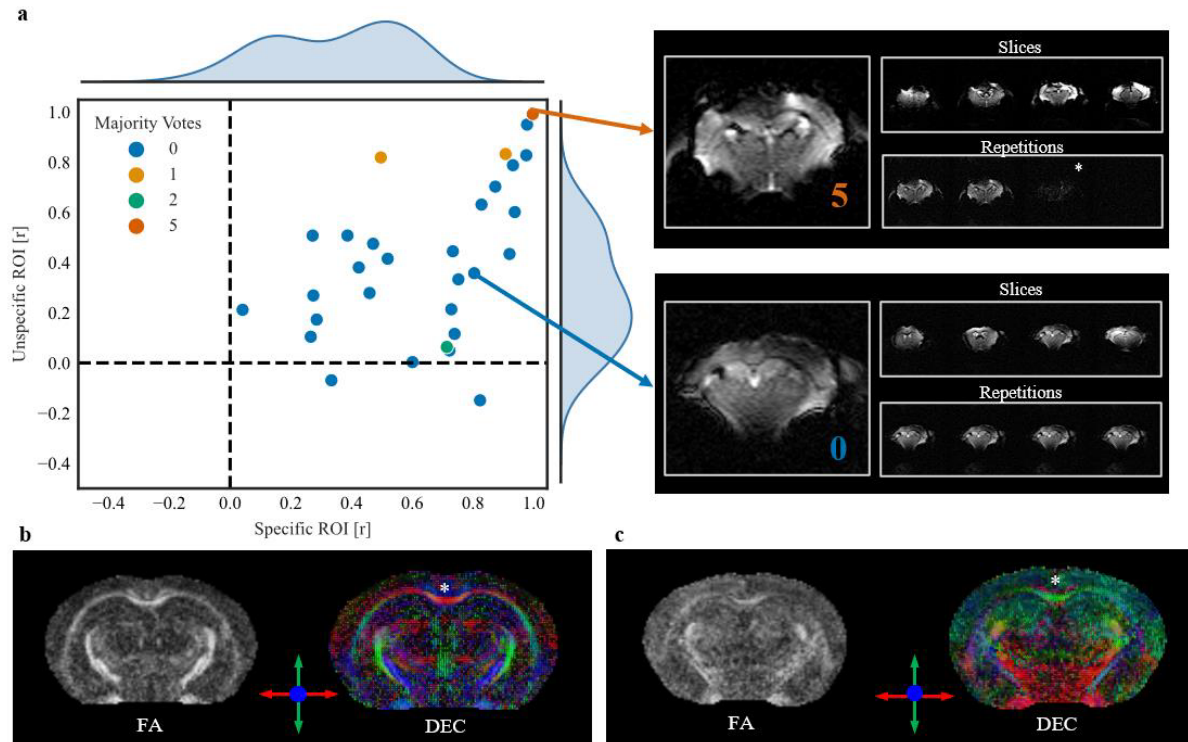 a
Slices
1.0
Majority Votes
0
0.8
1
Repetitions
2
*
0.6
5
5
Unspecific ROI [r]
0.4
0.2
Slices
0.0
Repetitions
−0.2
−0.4
0
−0.4 −0.2 0.0 0.2 0.4 0.6 0.8 1.0
Specific ROI [r]
b
c
*
*
FA
DEC
FA
DEC